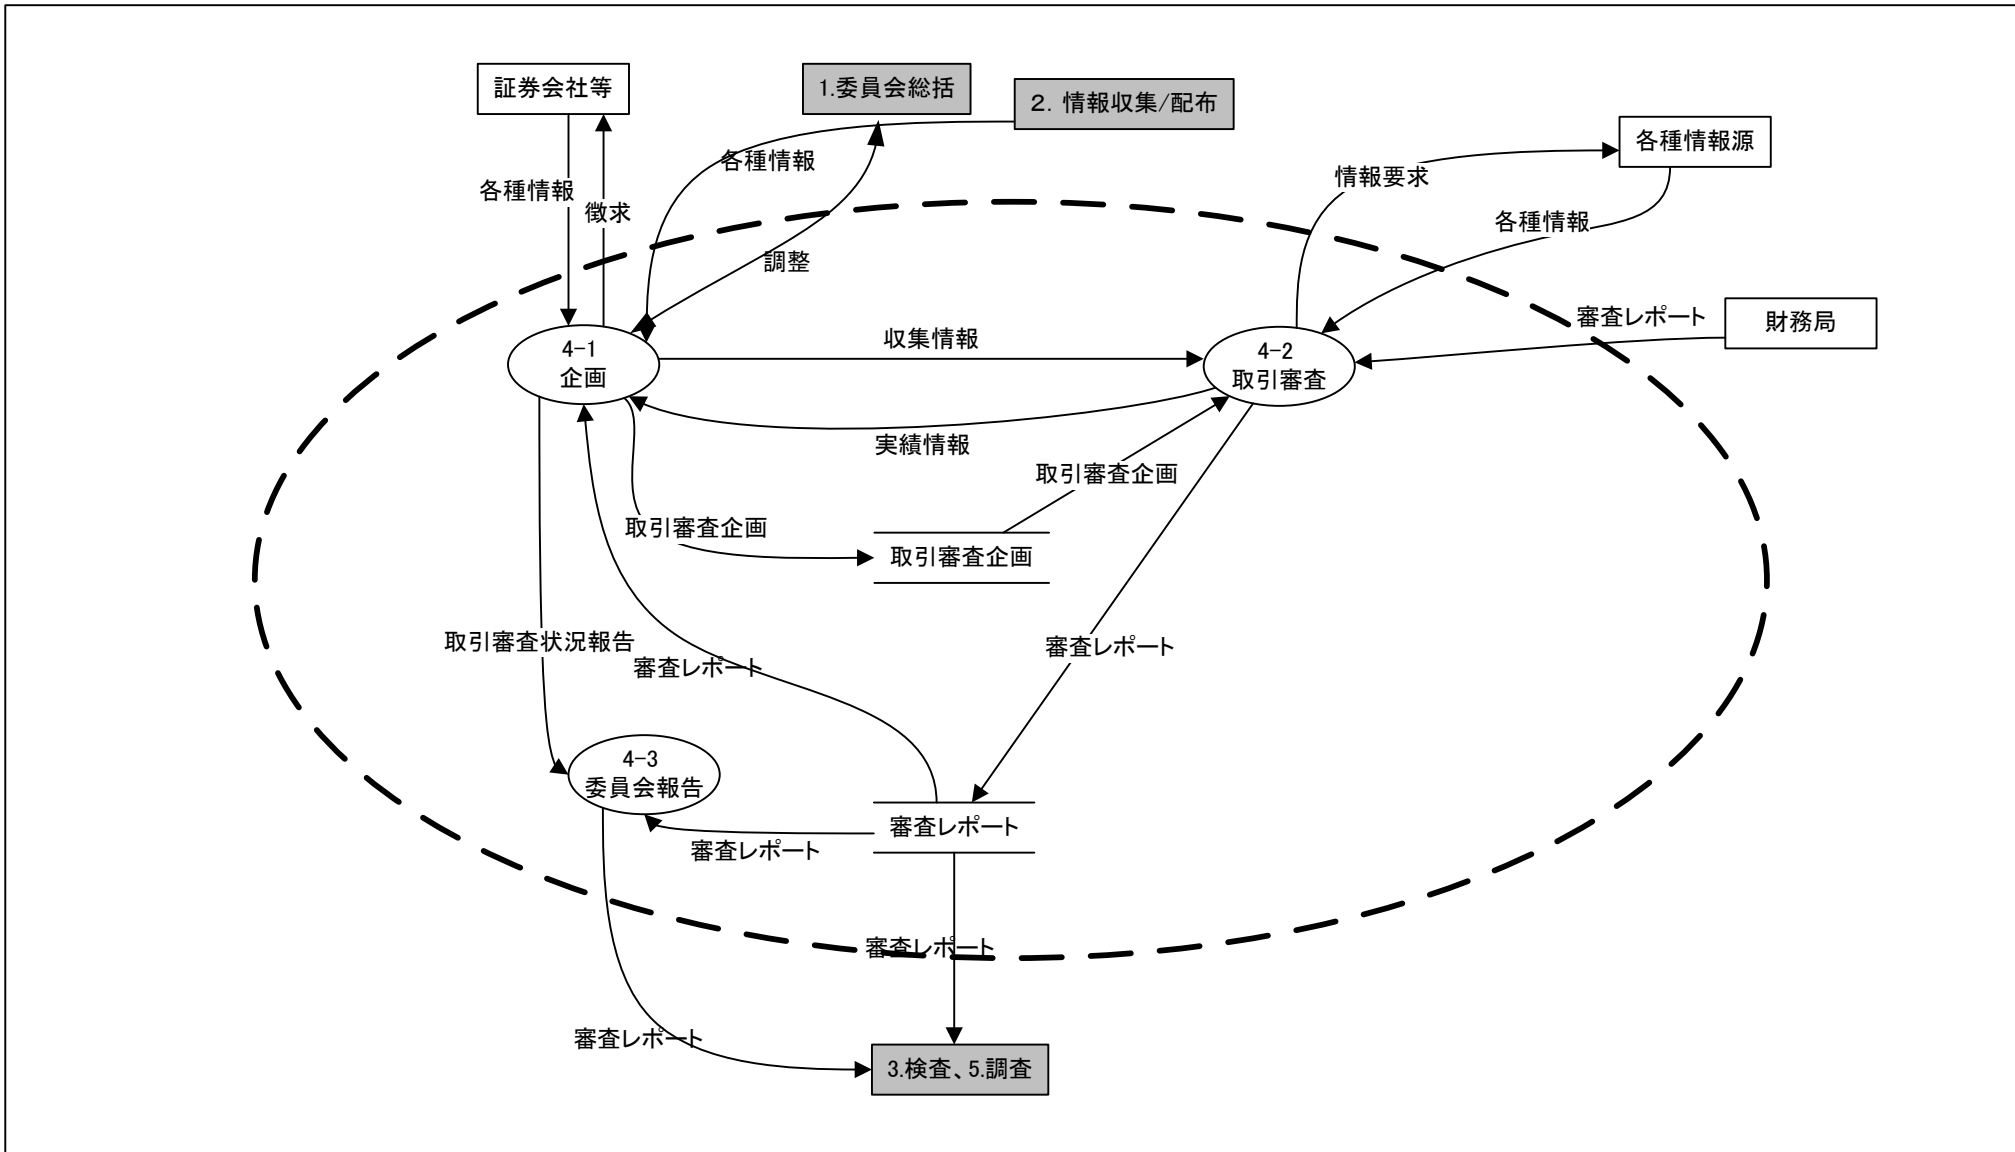 証券会社等
1.委員会総括
2．情報収集/配布
各種情報源
各種情報
情報要求
各種情報
徴求
各種情報
調整
審査レポート
財務局
収集情報
4-1
企画
4-2
取引審査
実績情報
取引審査企画
取引審査企画
取引審査企画
取引審査状況報告
審査レポート
審査レポート
4-3
委員会報告
審査レポート
審査レポート
審査レポート
審査レポート
3.検査、5.調査